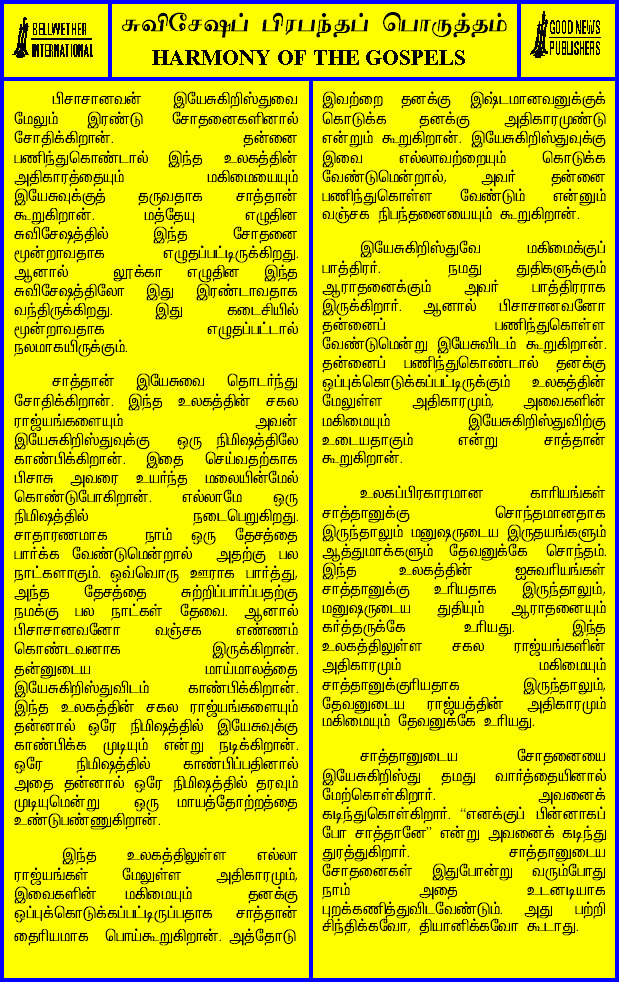 BELLWETHER
INTERNATIONAL
சுவிசேஷப் பிரபந்தப் பொருத்தம்
HARMONY OF THE GOSPELS
GOOD NEWS
PUBLISHERS
பிசாசானவன் இயேசுகிறிஸ்துவை
மேலும் இரண்டு சோதனைகளினால்
சோதிக்கிறான். தன்னை
பணிந்துகொண்டால் இந்த உலகத்தின்
அதிகாரத்தையும் மகிமையையும்
இயேசுவுக்குத் தருவதாக சாத்தான்
கூறுகிறான். மத்தேயு எழுதின
சுவிசேஷத்தில் இந்த சோதனை
மூன்றாவதாக எழுதப்பட்டிருக்கிறது.
ஆனால் லூக்கா எழுதின இந்த
சுவிசேஷத்திலோ இது இரண்டாவதாக
வந்திருக்கிறது. இது கடைசியில்
மூன்றாவதாக எழுதப்பட்டால்
நலமாகயிருக்கும்.
சாத்தான் இயேசுவை தொடர்ந்து
சோதிக்கிறான். இந்த உலகத்தின் சகல
ராஜ்யங்களையும் அவன்
இயேசுகிறிஸ்துவுக்கு ஒரு நிமிஷத்திலே
காண்பிக்கிறான். இதை செய்வதற்காக
பிசாசு அவரை உயர்ந்த மலையின்மேல்
கொண்டுபோகிறான். எல்லாமே ஒரு
நிமிஷத்தில் நடைபெறுகிறது.
சாதாரணமாக நாம் ஒரு தேசத்தை
பார்க்க வேண்டுமென்றால் அதற்கு பல
நாட்களாகும். ஒவ்வொரு ஊராக பார்த்து,
அந்த தேசத்தை சுற்றிப்பார்ப்பதற்கு
நமக்கு பல நாட்கள் தேவை. ஆனால்
பிசாசானவனோ வஞ்சக எண்ணம்
கொண்டவனாக இருக்கிறான்.
தன்னுடைய மாய்மாலத்தை
இயேசுகிறிஸ்துவிடம் காண்பிக்கிறான்.
இந்த உலகத்தின் சகல ராஜ்யங்களையும்
தன்னால் ஒரே நிமிஷத்தில் இயேசுவுக்கு
காண்பிக்க முடியும் என்று நடிக்கிறான்.
ஒரே நிமிஷத்தில் காண்பிப்பதினால்
அதை தன்னால் ஒரே நிமிஷத்தில் தரவும்
முடியுமென்று ஒரு மாயத்தோற்றத்தை
உண்டுபண்ணுகிறான்.
இந்த உலகத்திலுள்ள எல்லா
ராஜ்யங்கள் மேலுள்ள அதிகாரமும்,
இவைகளின் மகிமையும் தனக்கு
ஒப்புக்கொடுக்கப்பட்டிருப்பதாக சாத்தான்
தைரியமாக பொய்கூறுகிறான். அத்தோடு
இவற்றை தனக்கு இஷ்டமானவனுக்குக்
கொடுக்க தனக்கு அதிகாரமுண்டு
என்றும் கூறுகிறான். இயேசுகிறிஸ்துவுக்கு
இவை எல்லாவற்றையும் கொடுக்க
வேண்டுமென்றால், அவர் தன்னை
பணிந்துகொள்ள வேண்டும் என்னும்
வஞ்சக நிபந்தனையையும் கூறுகிறான்.
இயேசுகிறிஸ்துவே மகிமைக்குப்
பாத்திரர். நமது துதிகளுக்கும்
ஆராதனைக்கும் அவர் பாத்திரராக
இருக்கிறார். ஆனால் பிசாசானவனோ
தன்னைப் பணிந்துகொள்ள
வேண்டுமென்று இயேசுவிடம் கூறுகிறான்.
தன்னைப் பணிந்துகொண்டால் தனக்கு
ஒப்புக்கொடுக்கப்பட்டிருக்கும் உலகத்தின்
மேலுள்ள அதிகாரமும், அவைகளின்
மகிமையும் இயேசுகிறிஸ்துவிற்கு
உடையதாகும் என்று சாத்தான்
கூறுகிறான்.
உலகப்பிரகாரமான காரியங்கள்
சாத்தானுக்கு சொந்தமானதாக
இருந்தாலும் மனுஷருடைய இருதயங்களும்
ஆத்துமாக்களும் தேவனுக்கே சொந்தம்.
இந்த உலகத்தின் ஐசுவரியங்கள்
சாத்தானுக்கு உரியதாக இருந்தாலும்,
மனுஷருடைய துதியும் ஆராதனையும்
கர்த்தருக்கே உரியது. இந்த
உலகத்திலுள்ள சகல ராஜ்யங்களின்
அதிகாரமும் மகிமையும்
சாத்தானுக்குரியதாக இருந்தாலும்,
தேவனுடைய ராஜ்யத்தின் அதிகாரமும்
மகிமையும் தேவனுக்கே உரியது.
சாத்தானுடைய சோதனையை
இயேசுகிறிஸ்து தமது வார்த்தையினால்
மேற்கொள்கிறார். அவனைக்
கடிந்துகொள்கிறார். “எனக்குப் பின்னாகப்
போ சாத்தானே” என்று அவனைக் கடிந்து
துரத்துகிறார். சாத்தானுடைய
சோதனைகள் இதுபோன்று வரும்போது
நாம் அதை உடனடியாக
புறக்கணித்துவிடவேண்டும். அது பற்றி
சிந்திக்கவோ, தியானிக்கவோ கூடாது.